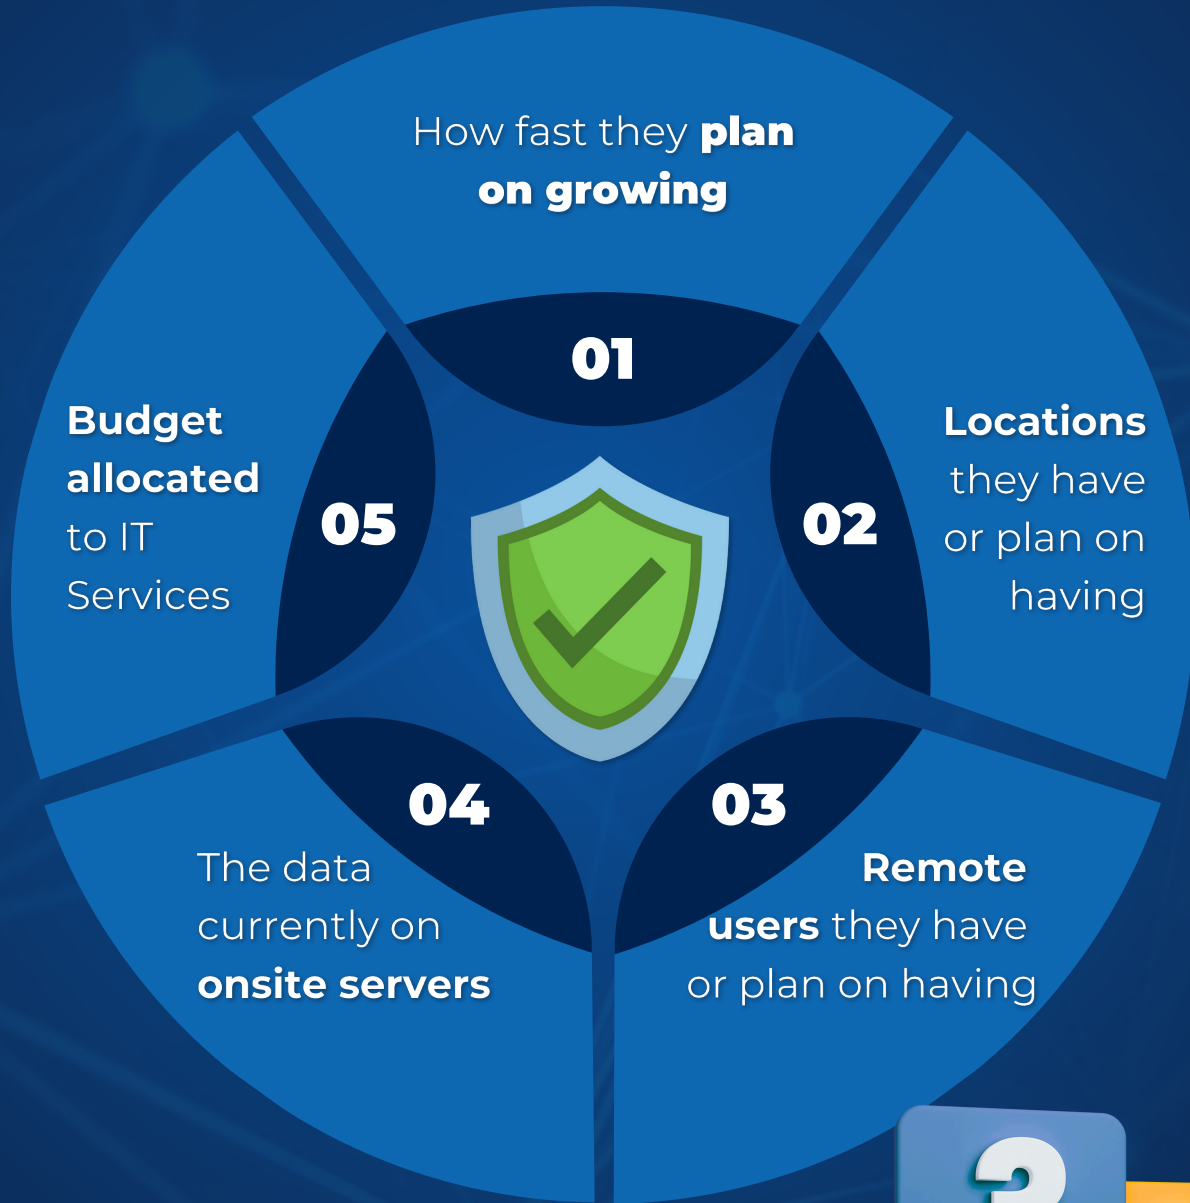 How fast they plan
on growing
01
Locations
they have
or plan on
having
02
03
Remote
users they have
or plan on having
04
The data
currently on
onsite servers
05
Budget
allocated
to IT
Services